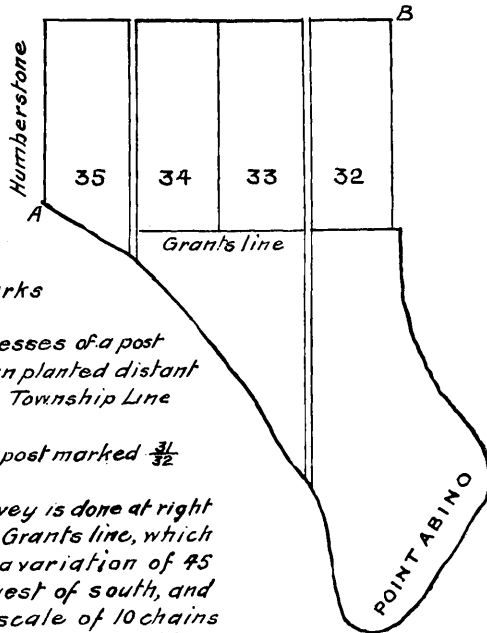 B
Humberstone
35 34 33 32
A
Grants line
arks
esses of a post
n planted distant
Township Line
post marked 31/32
vey is done at right
Grants line, which
a variation of 45
vest of south, and
scale of 10 chains
POINT ABINO